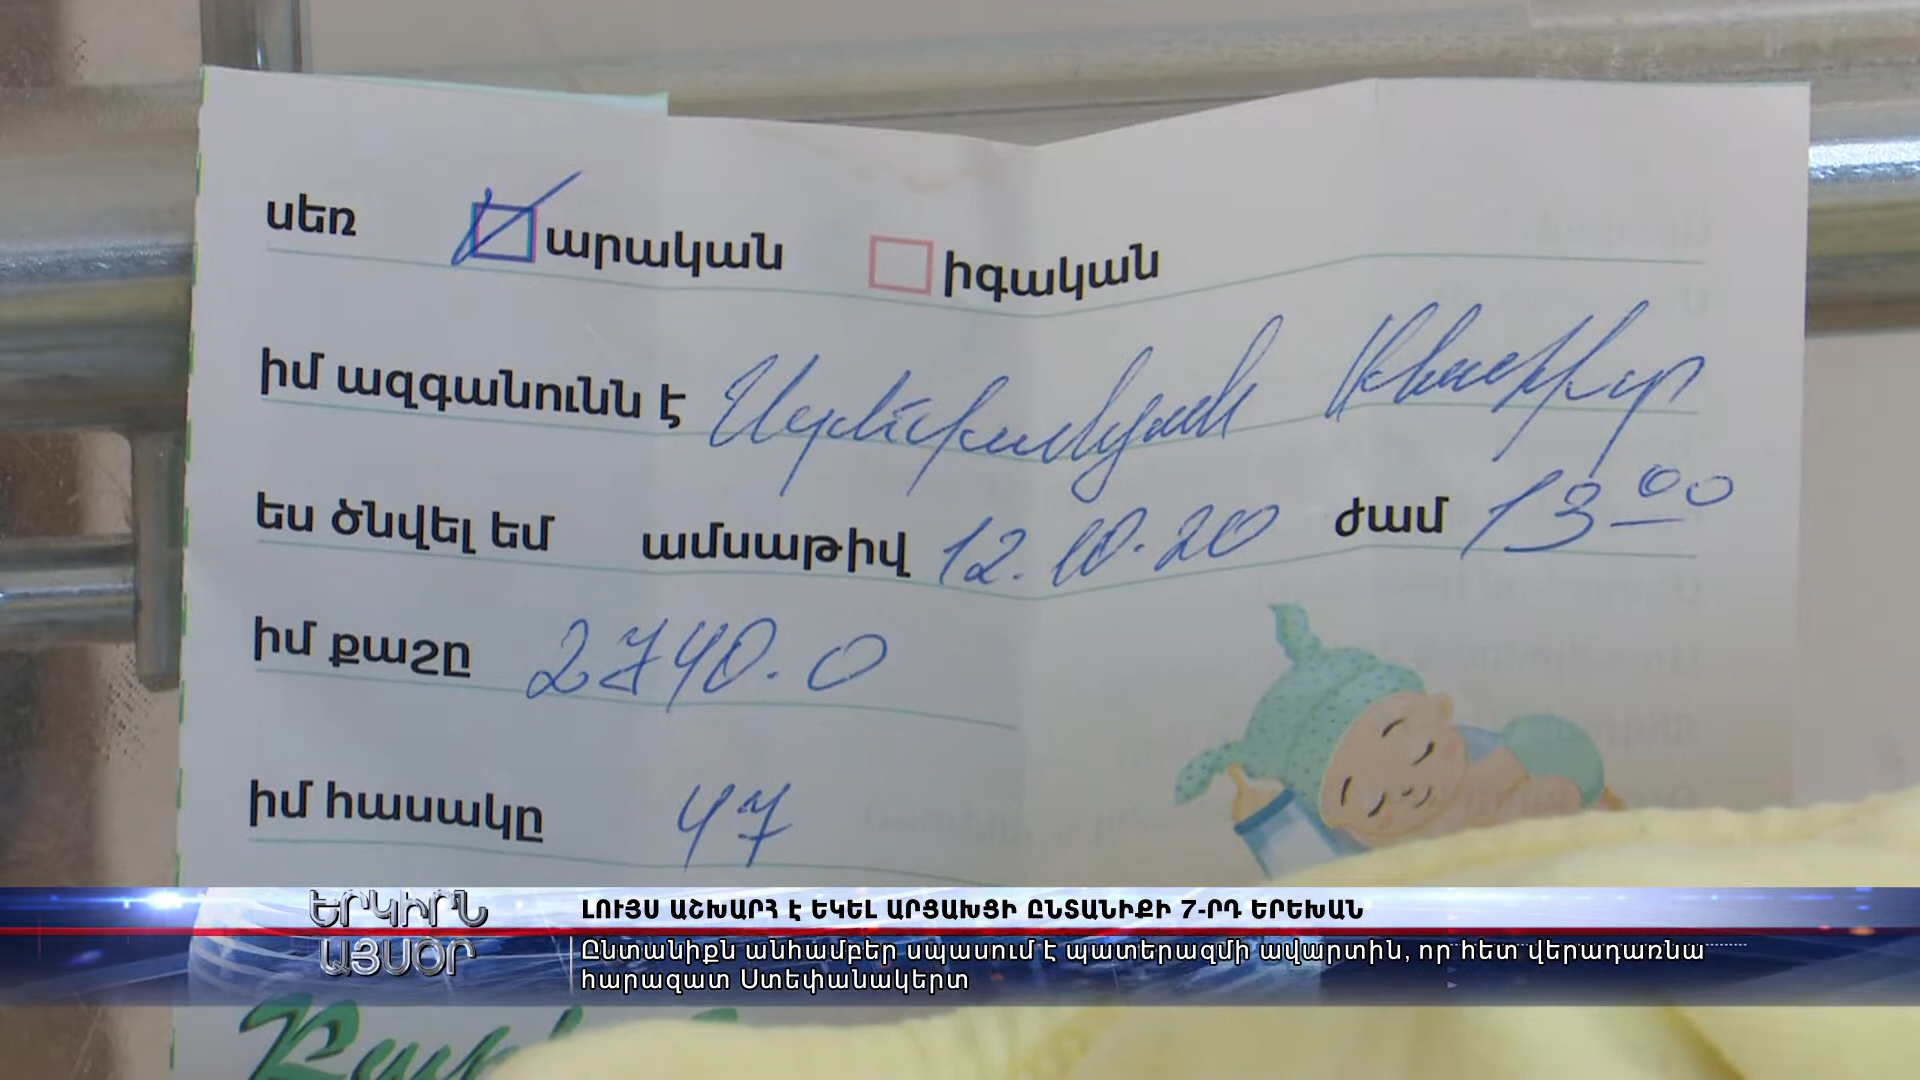 սեռ արական իգական
իմ ազգանունն է
ես ծնվել եմ ամսաթիվ 12.10.20 ժամ 13 00
իմ քաշը 2740.0
իմ հասակը 47
ԵՐԿԻՐՆ ԱՅՍՕՐ
ԼՈՒՅՍ ԱՇԽԱՐՀ է ԵԿԵԼ ԱՐՑԱԽՑԻ ԸՆՏԱՆԻՔԻ 7-ՐԴ ԵՐԵԽԱՆ
Ընտանիքն անհամբեր սպասում է պատերազմի ավարտին, որ հետ վերադառնա
հարազատ Ստեփանակերտ